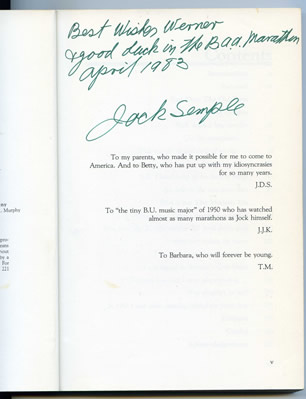 Best Wishes Werner
& good luck in the B.a.a. Marathon
april 1983
Jock Semple
To my parents, who made it possible for me to come to
America. And to Betty, who has put up with my idiosyncrasies
for so many years.
J.D.S.
To "the tiny B.U. music major" of 1950 who has watched
almost as many marathons as Jock himself.
J.J.K.
To Barbara, who will forever be young.
T.M.
v
Murphy
For
221